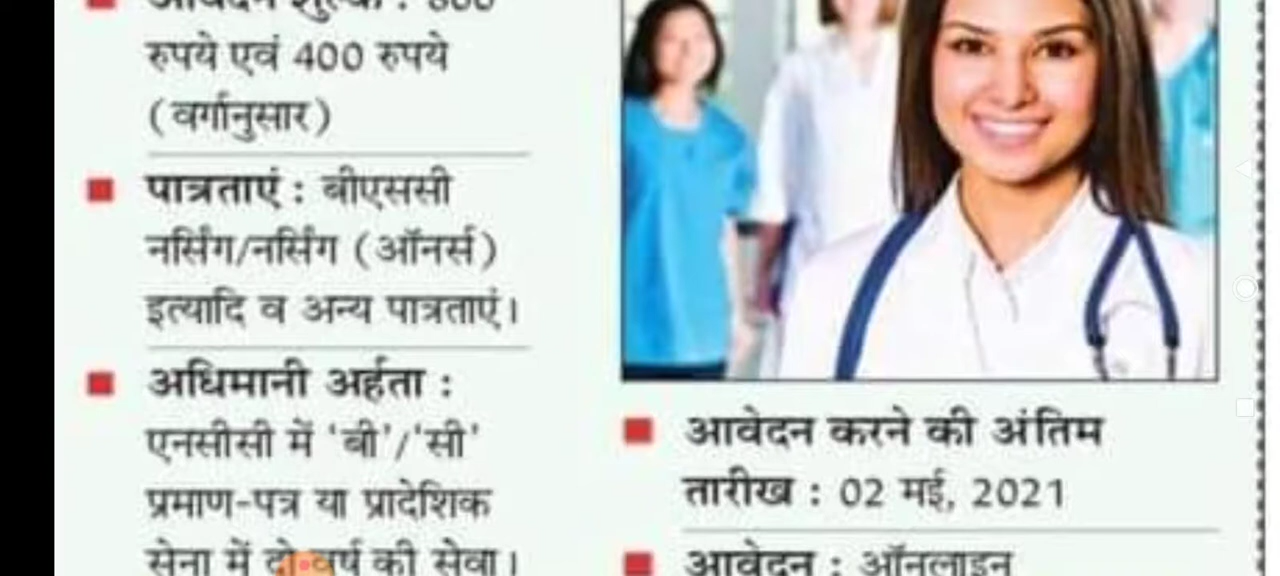 रुपये एवं 400 रुपये
(वर्गानुसार)
पात्रताएं : बीएससी
नर्सिंग/नर्सिंग (ऑनर्स)
इत्यादि व अन्य पात्रताएं।
अधिमानी अर्हता :
एनसीसी में ‘बी’/‘सी’
प्रमाण-पत्र या प्रादेशिक
सेना में दो वर्ष की सेवा।
आवेदन करने की अंतिम
तारीख : 02 मई, 2021
आवेदन : ऑनलाइन